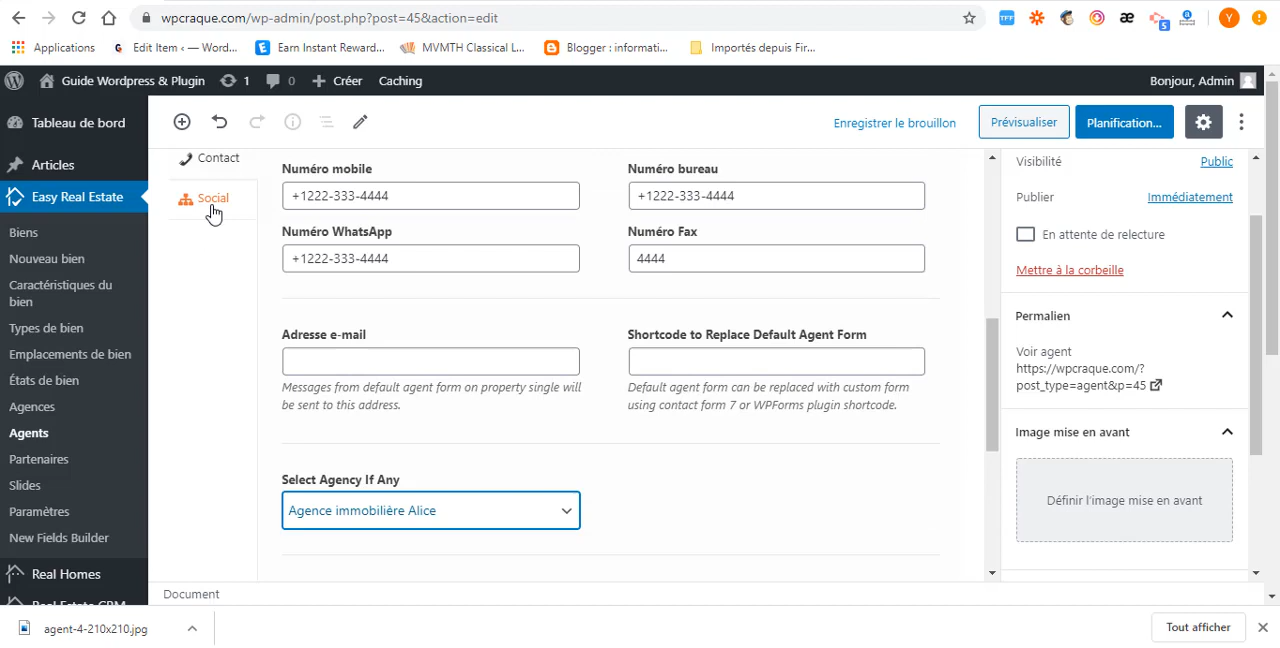 wpcraque.com/wp-admin/post.php?post=45&action=edit
Applications
Edit Item ‹ — Word...
Earn Instant Reward...
MVMTH Classical L...
Blogger : informati...
Importés depuis Fir...
Guide Wordpress & Plugin
1
0
Créer
Caching
Bonjour, Admin
Tableau de bord
Articles
Easy Real Estate
Biens
Nouveau bien
Caractéristiques du
bien
Types de bien
Emplacements de bien
États de bien
Agences
Agents
Partenaires
Slides
Paramètres
New Fields Builder
Real Homes
Real Estate CRM
Enregistrer le brouillon
Prévisualiser
Planification...
Contact
Social
Numéro mobile
+1222-333-4444
Numéro bureau
+1222-333-4444
Numéro WhatsApp
+1222-333-4444
Numéro Fax
4444
Adresse e-mail
Messages from default agent form on property single will
be sent to this address.
Shortcode to Replace Default Agent Form
Default agent form can be replaced with custom form
using contact form 7 or WPForms plugin shortcode.
Select Agency If Any
Agence immobilière Alice
Document
Visibilité
Public
Publier
Immédiatement
En attente de relecture
Mettre à la corbeille
Permalien
Voir agent
https://wpcraque.com/?
post_type=agent&p=45
Image mise en avant
Définir l'image mise en avant
agent-4-210x210.jpg
Tout afficher